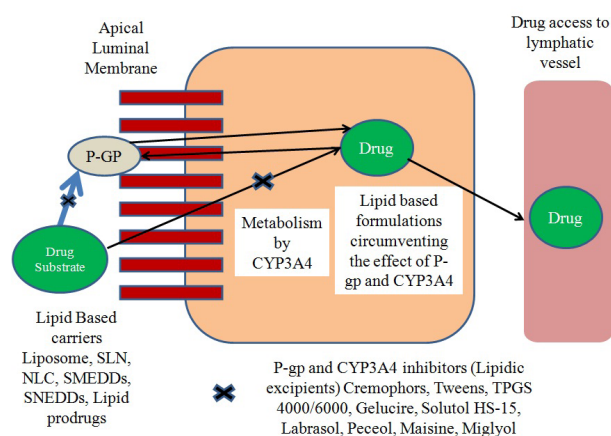 Apical
Luminal
Membrane
Drug access to
lymphatic
vessel
P-GP
Drug
Metabolism
by
CYP3A4
Lipid based
formulations
circumventing
the effect of P-
gp and CYP3A4
Drug
Drug
Substrate
Lipid Based
carriers
Liposome, SLN,
NLC, SMEDDs,
SNEDDs, Lipid
prodrugs
P-gp and CYP3A4 inhibitors (Lipidic
excipients) Cremophors, Tweens, TPGS
4000/6000, Gelucire, Solutol HS-15,
Labrasol, Peceol, Maisine, Miglyol